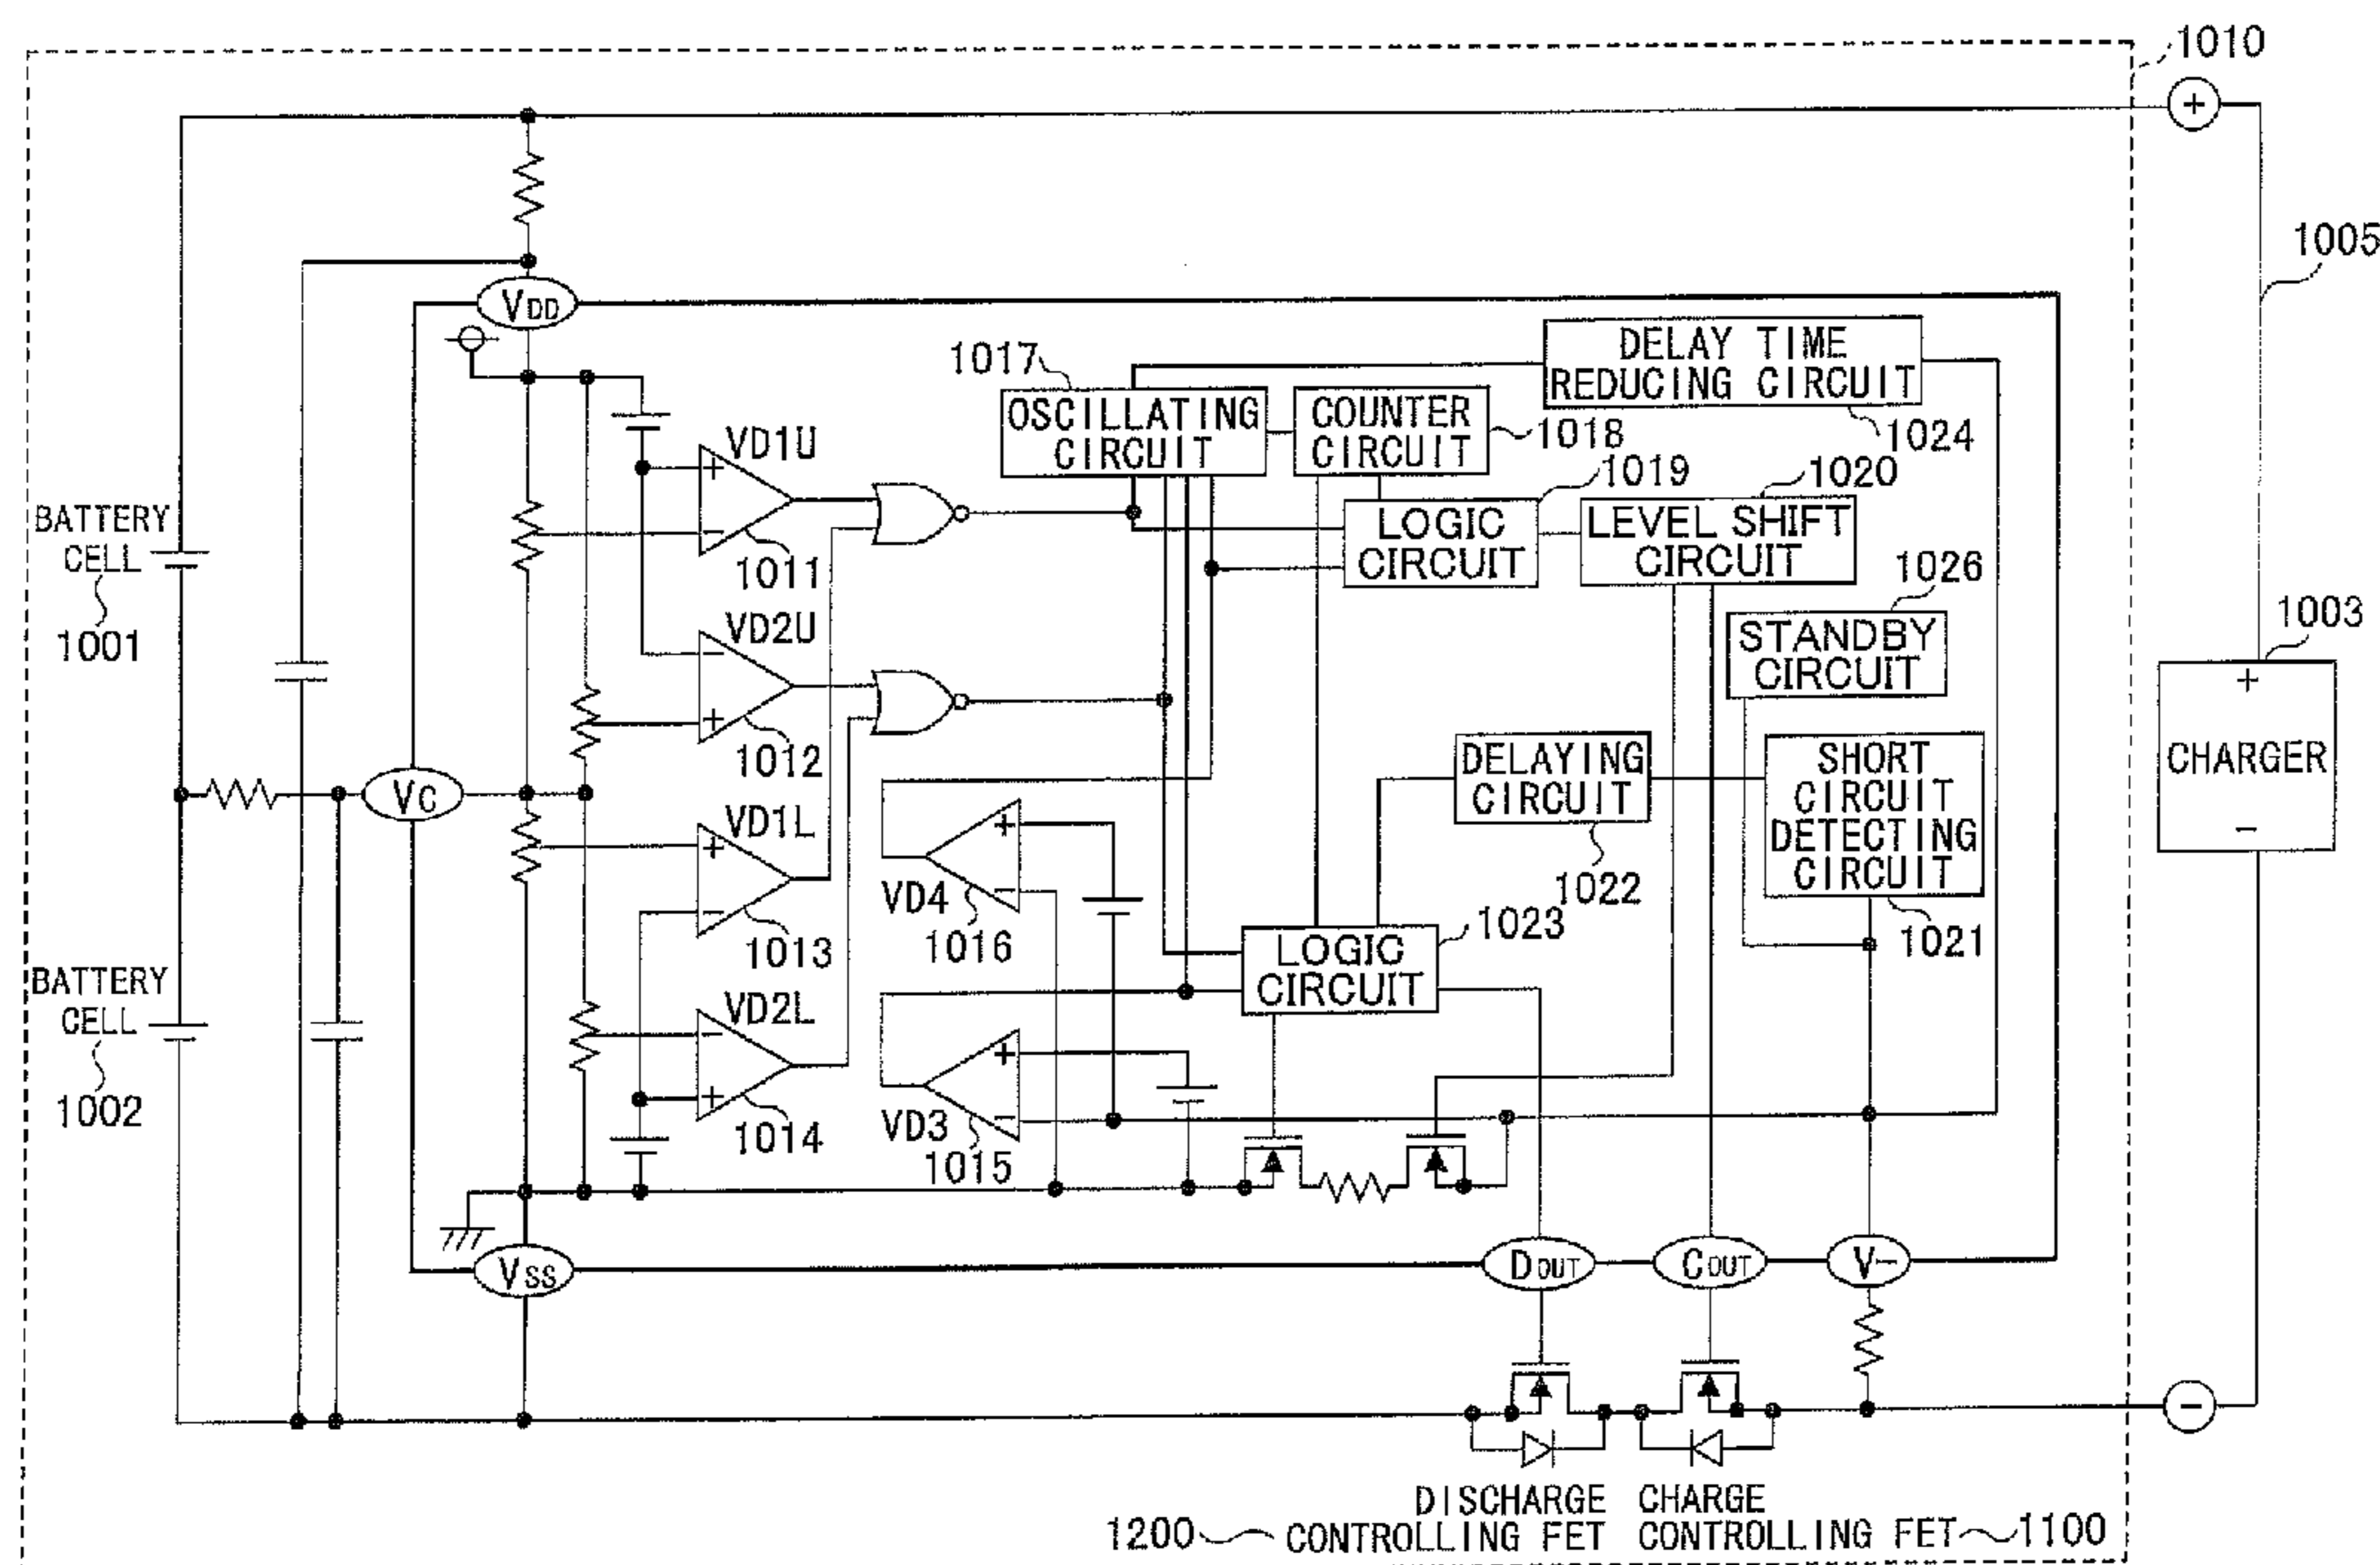 1010
+
1005
VDD
1017
DELAY TIME
REDUCING CIRCUIT
1024
OSCILLATING
CIRCUIT
COUNTER
CIRCUIT
1018
VD1U
+
−
1011
1019
LOGIC
CIRCUIT
1020
LEVEL SHIFT
CIRCUIT
BATTERY
CELL
1001
1026
STANDBY
CIRCUIT
1003
+
CHARGER
−
VD2U
−
+
1012
DELAYING
CIRCUIT
1022
SHORT
CIRCUIT
DETECTING
CIRCUIT
1021
VC
VD1L
+
−
1013
+
−
VD4
1016
1023
LOGIC
CIRCUIT
BATTERY
CELL
1002
VD2L
−
+
1014
+
−
VD3
1015
VSS
DOUT
COUT
V−
−
DISCHARGE
CONTROLLING FET
1200
CHARGE
CONTROLLING FET
1100